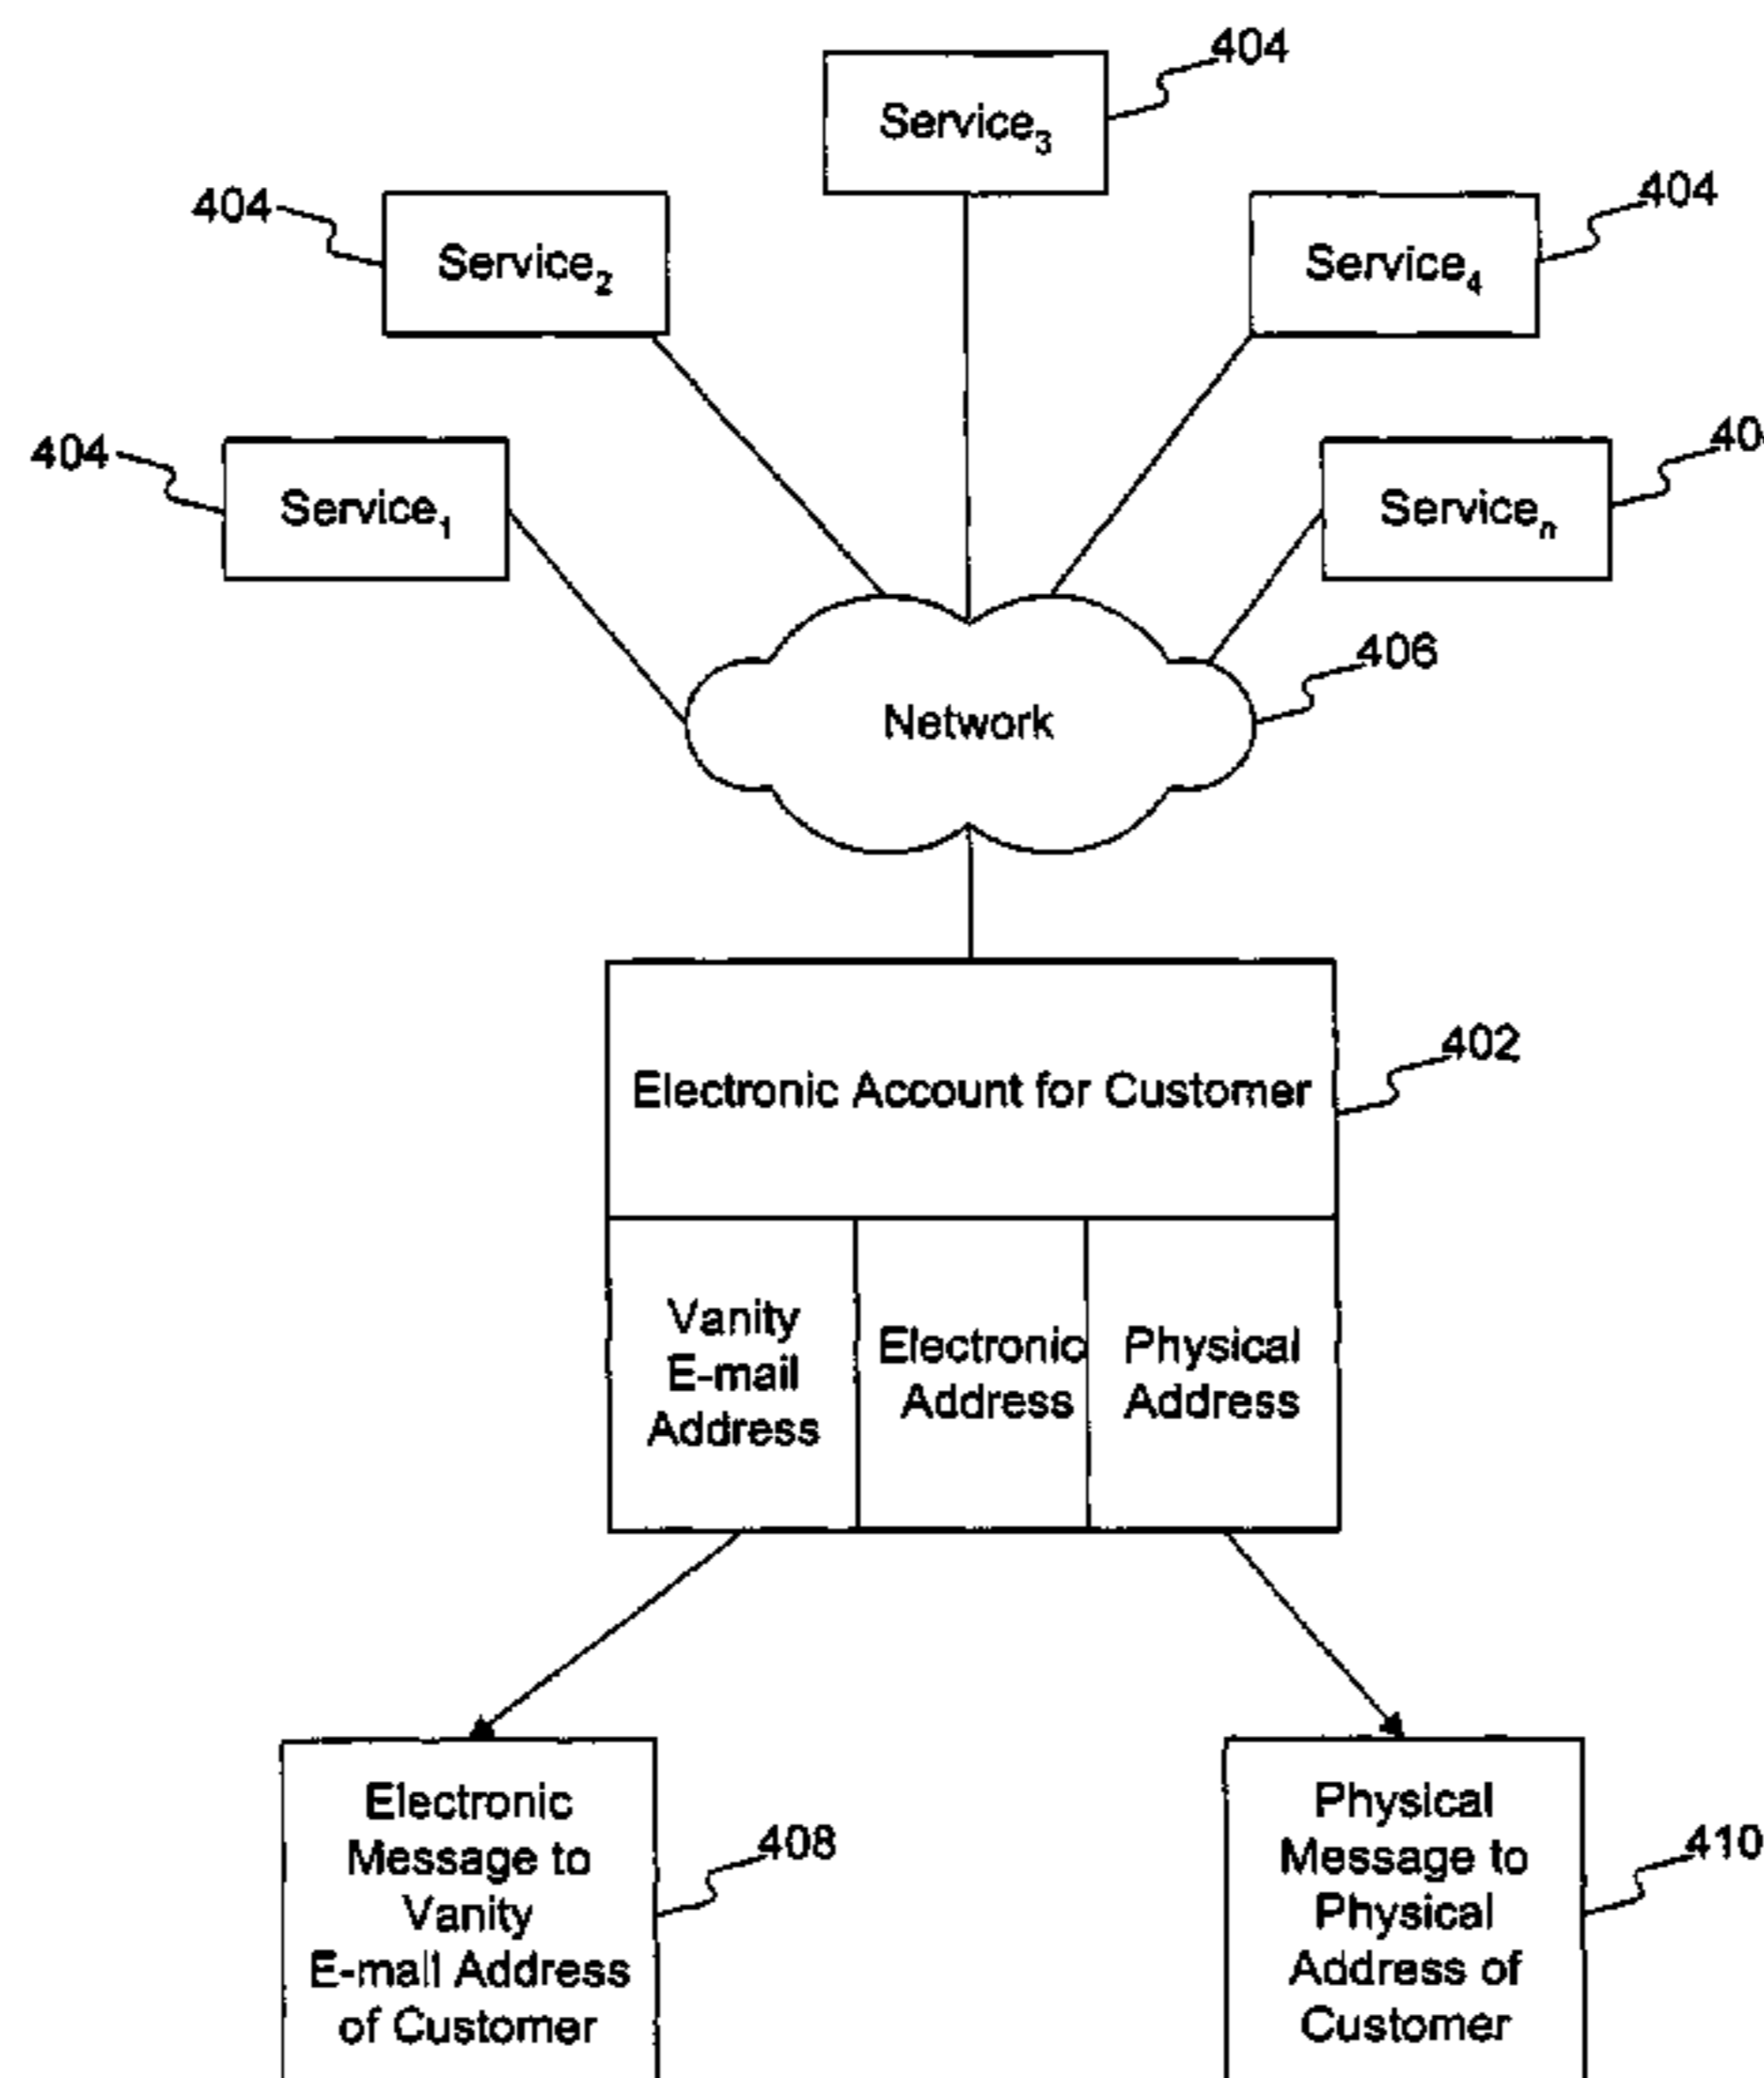 404
Service₃
404
Service₂
404
Service₄
404
Service₁
40
Serviceₙ
406
Network
402
Electronic Account for Customer
Vanity
E-mail
Address
Electronic
Address
Physical
Address
408
Electronic
Message to
Vanity
E-mail Address
of Customer
410
Physical
Message to
Physical
Address of
Customer